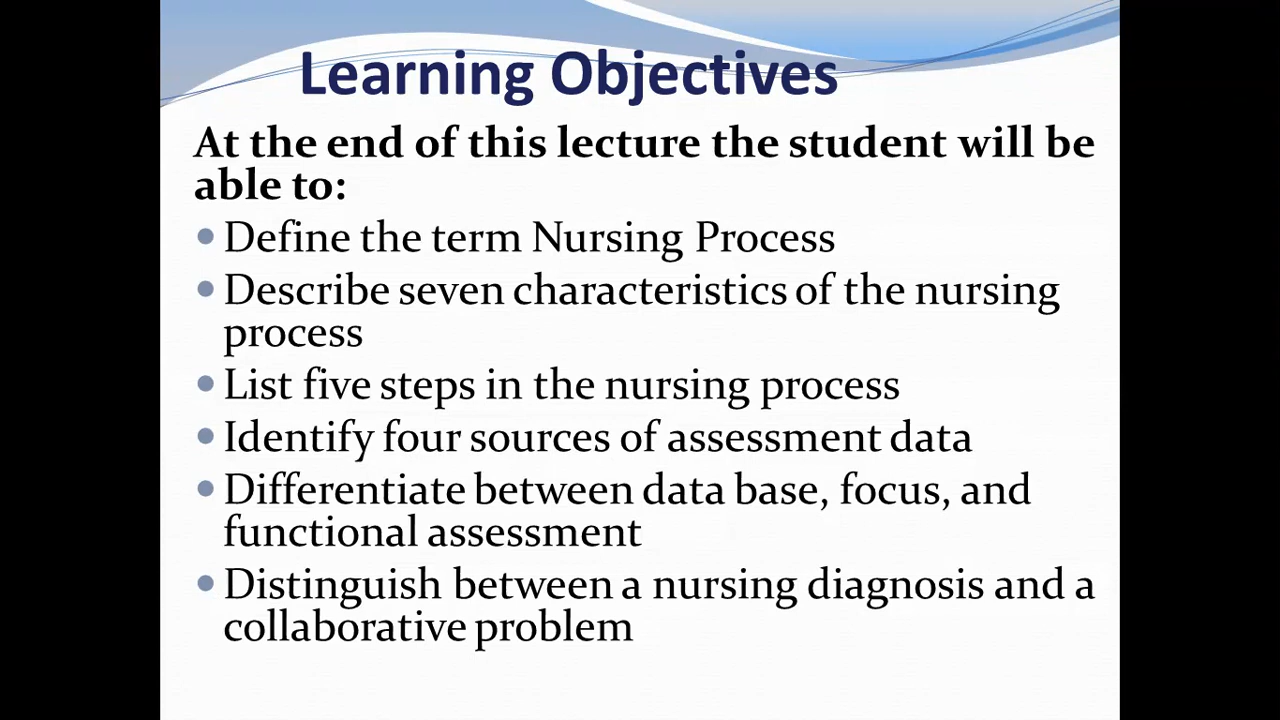 Learning Objectives
At the end of this lecture the student will be
able to:
• Define the term Nursing Process
• Describe seven characteristics of the nursing
process
• List five steps in the nursing process
• Identify four sources of assessment data
• Differentiate between data base, focus, and
functional assessment
• Distinguish between a nursing diagnosis and a
collaborative problem